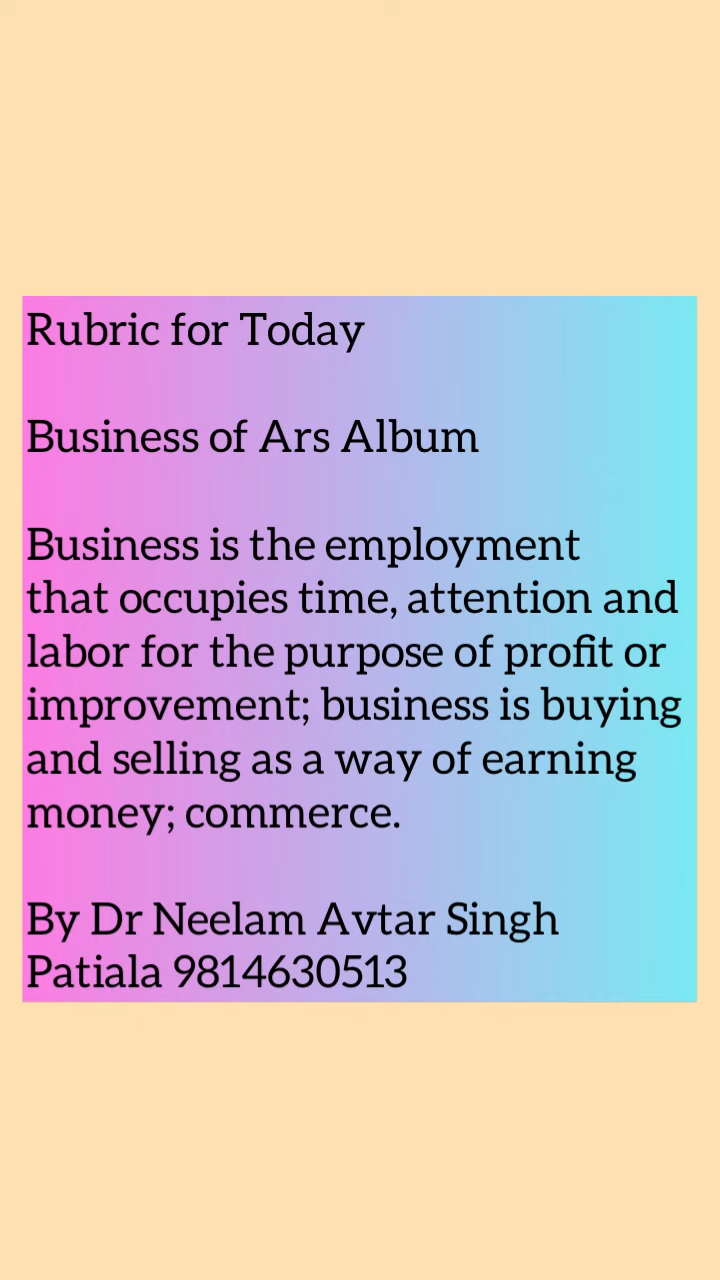 Rubric for Today
Business of Ars Album
Business is the employment
that occupies time, attention and
labor for the purpose of profit or
improvement; business is buying
and selling as a way of earning
money; commerce.
By Dr Neelam Avtar Singh
Patiala 9814630513